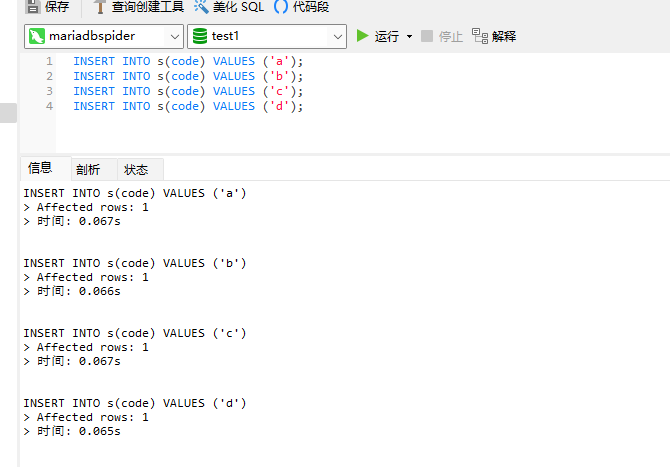 保存 查询创建工具 美化 SQL 代码段
mariadbspider test1 运行 停止 解释
1 INSERT INTO s(code) VALUES ('a');
2 INSERT INTO s(code) VALUES ('b');
3 INSERT INTO s(code) VALUES ('c');
4 INSERT INTO s(code) VALUES ('d');
信息 剖析 状态
INSERT INTO s(code) VALUES ('a')
> Affected rows: 1
> 时间: 0.067s
INSERT INTO s(code) VALUES ('b')
> Affected rows: 1
> 时间: 0.066s
INSERT INTO s(code) VALUES ('c')
> Affected rows: 1
> 时间: 0.067s
INSERT INTO s(code) VALUES ('d')
> Affected rows: 1
> 时间: 0.065s